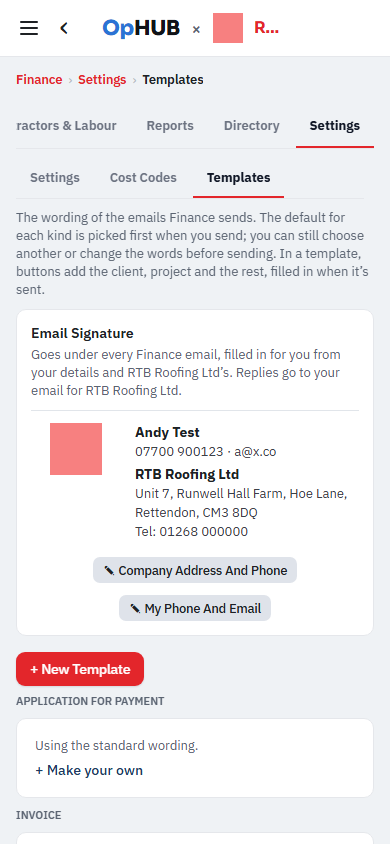 OpHUB × R...
Finance › Settings › Templates
ractors & Labour Reports Directory Settings
Settings Cost Codes Templates
The wording of the emails Finance sends. The default for
each kind is picked first when you send; you can still choose
another or change the words before sending. In a template,
buttons add the client, project and the rest, filled in when it's
sent.
Email Signature
Goes under every Finance email, filled in for you from
your details and RTB Roofing Ltd's. Replies go to your
email for RTB Roofing Ltd.
Andy Test
07700 900123 · a@x.co
RTB Roofing Ltd
Unit 7, Runwell Hall Farm, Hoe Lane,
Rettendon, CM3 8DQ
Tel: 01268 000000
Company Address And Phone
My Phone And Email
+ New Template
APPLICATION FOR PAYMENT
Using the standard wording.
+ Make your own
INVOICE